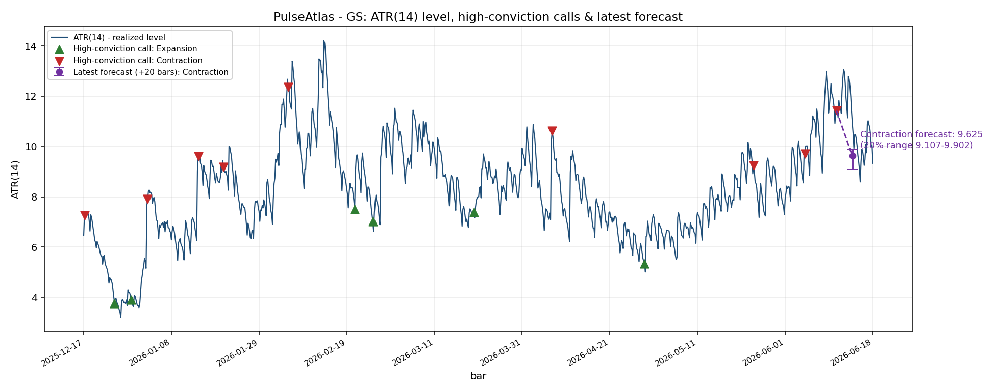 PulseAtlas - GS: ATR(14) level, high-conviction calls & latest forecast
ATR(14) - realized level
High-conviction call: Expansion
High-conviction call: Contraction
Latest forecast (+20 bars): Contraction
ATR(14)
14
12
10
8
6
4
Contraction forecast: 9.625
(20% range 9.107-9.902)
2025-12-17
2026-01-08
2026-01-29
2026-02-19
2026-03-11
2026-03-31
2026-04-21
2026-05-11
2026-06-01
2026-06-18
bar